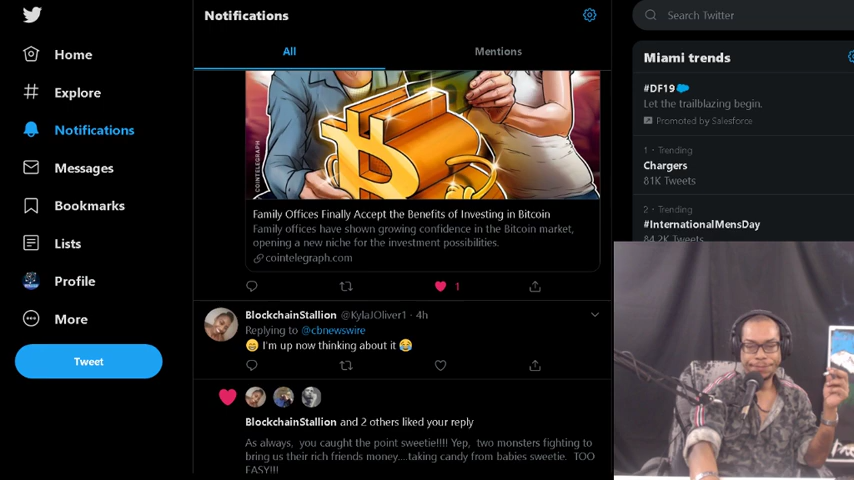 Notifications
Search Twitter
Home
Explore
Notifications
Messages
Bookmarks
Lists
Profile
More
Tweet
All
Mentions
COINTELEGRAPH
Family Offices Finally Accept the Benefits of Investing in Bitcoin
Family offices have shown growing confidence in the Bitcoin market,
opening a new niche for the investment possibilities.
cointelegraph.com
1
BlockchainStallion @KylaJOliver1 · 4h
Replying to @cbnewswire
😄 I'm up now thinking about it 😂
BlockchainStallion and 2 others liked your reply
As always, you caught the point sweetie!!!! Yep, two monsters fighting to
bring us their rich friends money....taking candy from babies sweetie. TOO
EASY!!!
Miami trends
#DF19
Let the trailblazing begin.
Promoted by Salesforce
1 · Trending
Chargers
81K Tweets
2 · Trending
#InternationalMensDay
84.2K Tweets